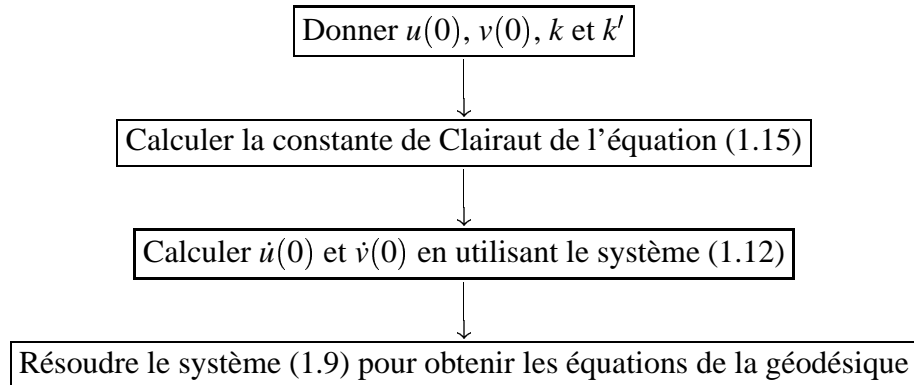 Donner u(0), v(0), k et k′
Calculer la constante de Clairaut de l'équation (1.15)
Calculer u̇(0) et v̇(0) en utilisant le système (1.12)
Résoudre le système (1.9) pour obtenir les équations de la géodésique